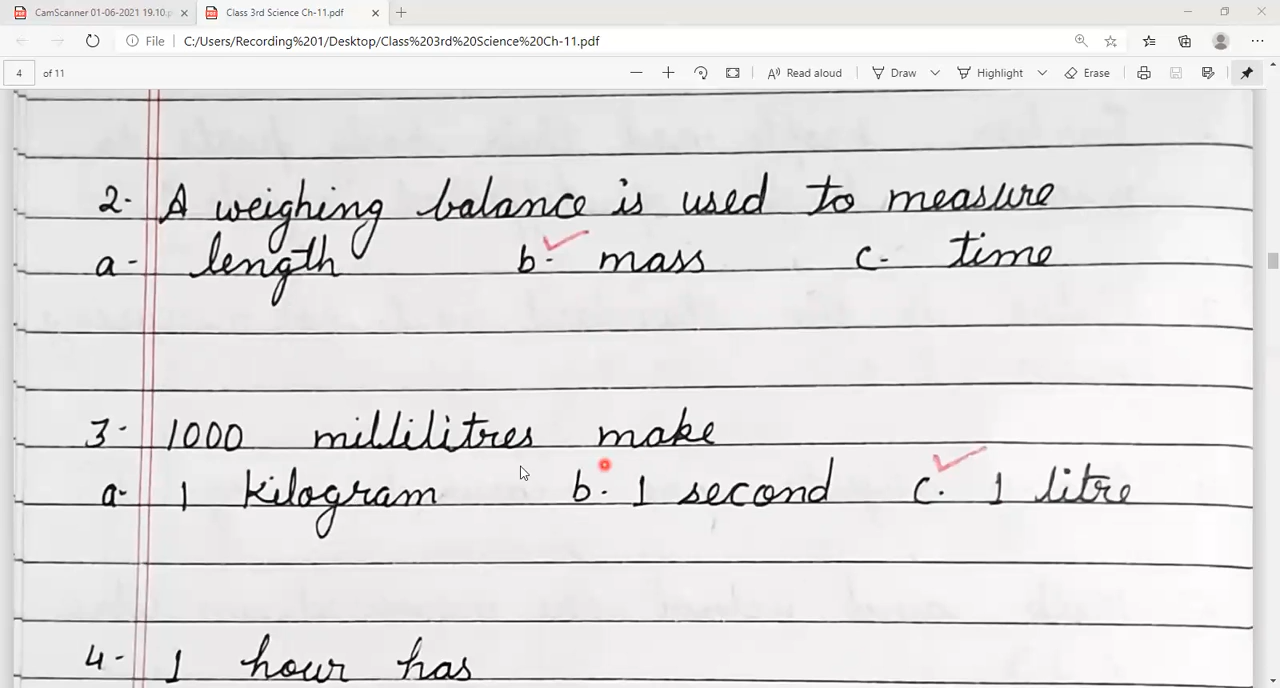 CamScanner 01-06-2021 19.10.p
Class 3rd Science Ch-11.pdf
File
C:/Users/Recording%201/Desktop/Class%203rd%20Science%20Ch-11.pdf
4 of 11
Read aloud
Draw
Highlight
Erase
2- A weighing balance is used to measure
a- length b- mass c- time
3- 1000 millilitres make
a- 1 kilogram b. 1 second c. 1 litre
4- 1 hour has